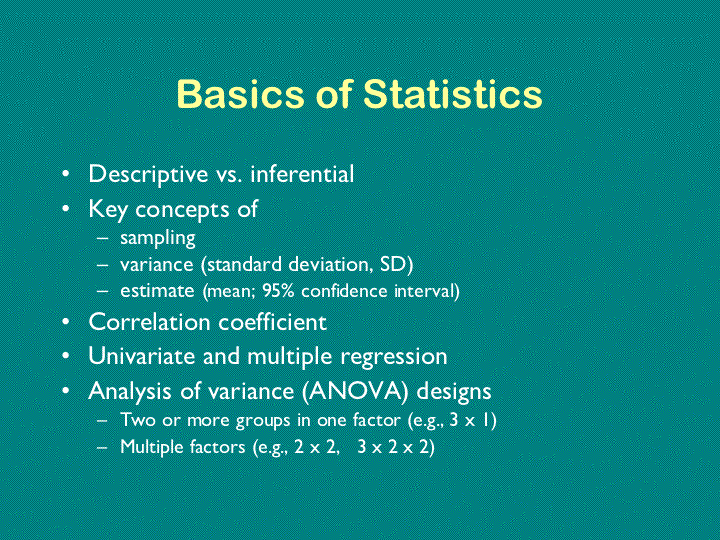 Basics of Statistics
• Descriptive vs. inferential
• Key concepts of
– sampling
– variance (standard deviation, SD)
– estimate (mean; 95% confidence interval)
• Correlation coefficient
• Univariate and multiple regression
• Analysis of variance (ANOVA) designs
– Two or more groups in one factor (e.g., 3 x 1)
– Multiple factors (e.g., 2 x 2, 3 x 2 x 2)